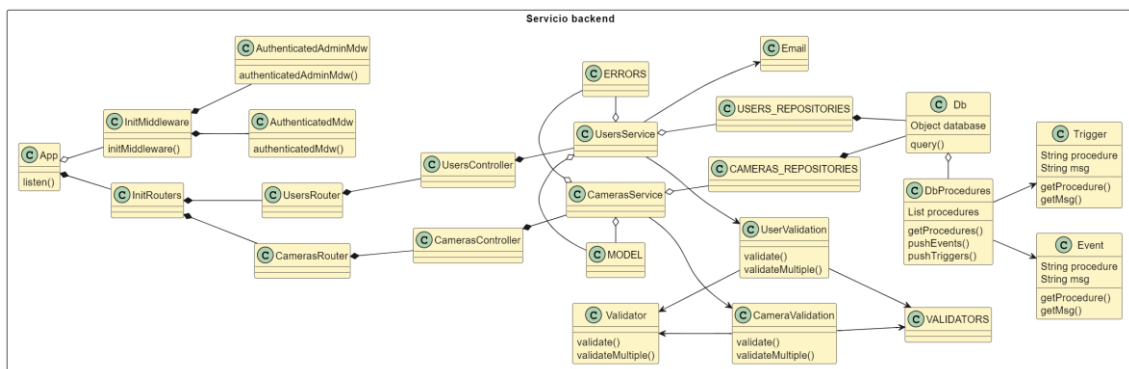 Servicio backend
C AuthenticatedAdminMdw
authenticatedAdminMdw()
C InitMiddleware
initMiddleware()
C AuthenticatedMdw
authenticatedMdw()
C App
listen()
C InitRouters
C UsersRouter
C CamerasRouter
C UsersController
C CamerasController
C ERRORS
C UsersService
C CamerasService
C MODEL
C Email
C USERS_REPOSITORIES
C CAMERAS_REPOSITORIES
C UserValidation
validate()
validateMultiple()
C Validator
validate()
validateMultiple()
C CameraValidation
validate()
validateMultiple()
C VALIDATORS
C Db
Object database
query()
C DbProcedures
List procedures
getProcedures()
pushEvents()
pushTriggers()
C Trigger
String procedure
String msg
getProcedure()
getMsg()
C Event
String procedure
String msg
getProcedure()
getMsg()